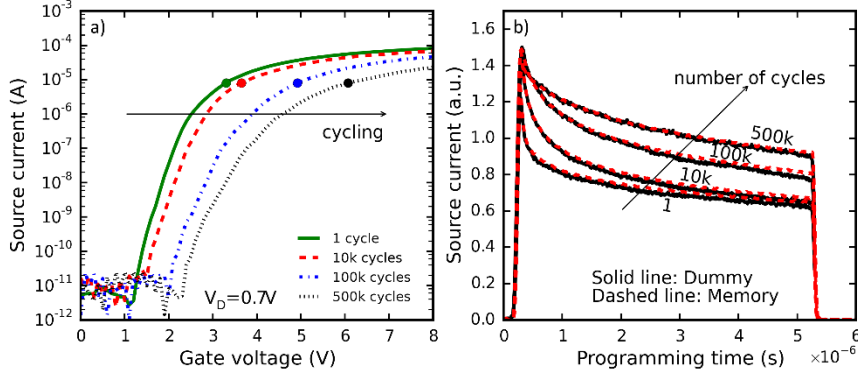 a)
Source current (A)
10⁻³
10⁻⁴
10⁻⁵
10⁻⁶
10⁻⁷
10⁻⁸
10⁻⁹
10⁻¹⁰
10⁻¹¹
10⁻¹²
cycling
1 cycle
10k cycles
100k cycles
500k cycles
V_D=0.7V
0 1 2 3 4 5 6 7 8
Gate voltage (V)
b)
Source current (a.u.)
1.6
1.4
1.2
1.0
0.8
0.6
0.4
0.2
0.0
number of cycles
500k
100k
10k
1
Solid line: Dummy
Dashed line: Memory
0 1 2 3 4 5 6
×10⁻⁶
Programming time (s)